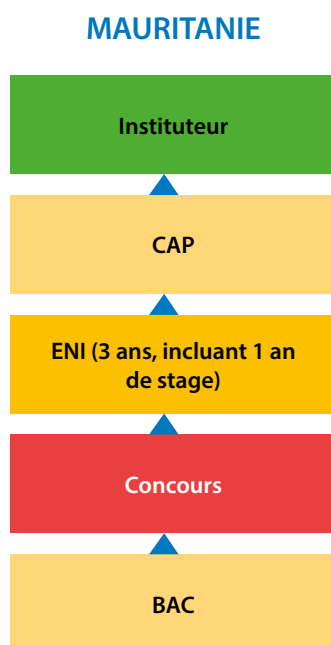 MAURITANIE
Instituteur
CAP
ENI (3 ans, incluant 1 an
de stage)
Concours
BAC